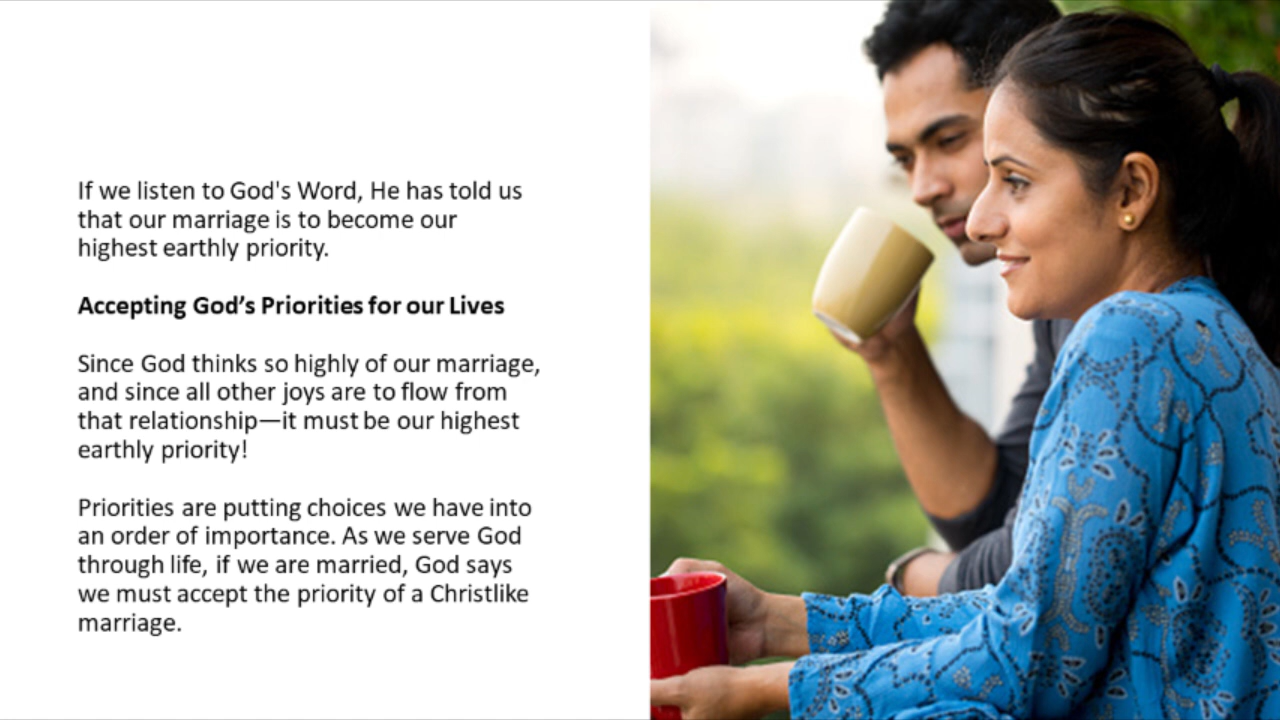 If we listen to God's Word, He has told us
that our marriage is to become our
highest earthly priority.
Accepting God’s Priorities for our Lives
Since God thinks so highly of our marriage,
and since all other joys are to flow from
that relationship—it must be our highest
earthly priority!
Priorities are putting choices we have into
an order of importance. As we serve God
through life, if we are married, God says
we must accept the priority of a Christlike
marriage.